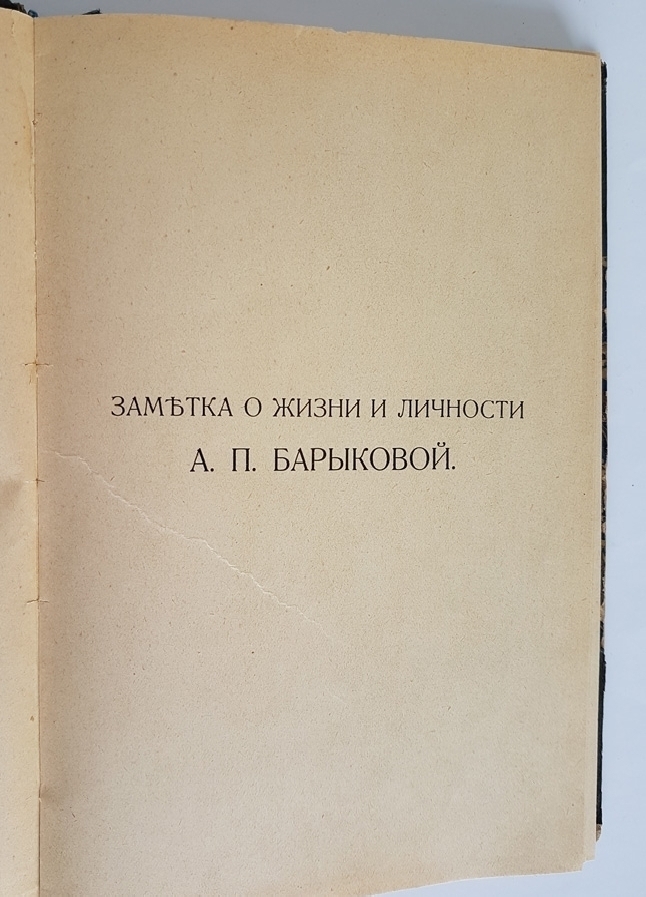 ЗАМѢТКА О ЖИЗНИ И ЛИЧНОСТИ
А. П. БАРЫКОВОЙ.